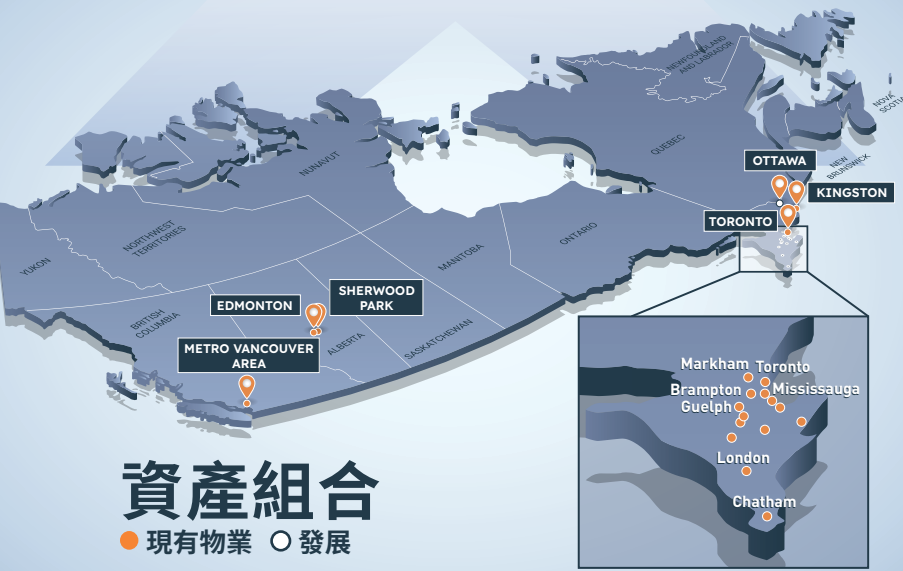 NEWFOUNDLAND
AND LABRADOR
NOVA
SCOTIA
QUEBEC
NEW
BRUNSWICK
OTTAWA
KINGSTON
TORONTO
NUNAVUT
NORTHWEST
TERRITORIES
YUKON
ONTARIO
MANITOBA
SHERWOOD
PARK
EDMONTON
BRITISH
COLUMBIA
ALBERTA
SASKATCHEWAN
METRO VANCOUVER
AREA
Markham Toronto
Brampton Mississauga
Guelph
London
Chatham
資產組合
現有物業 發展